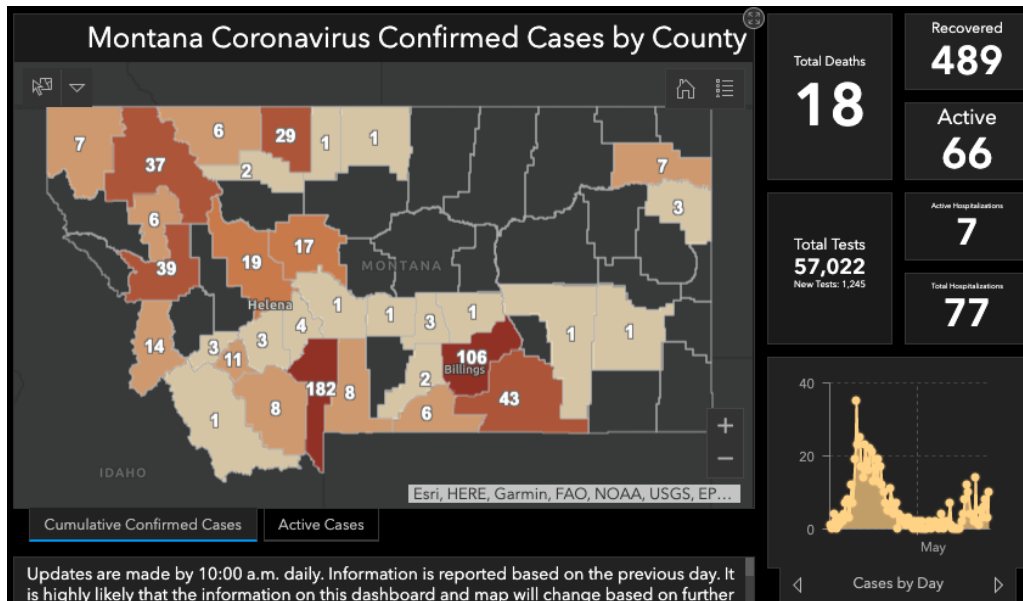 Montana Coronavirus Confirmed Cases by County
7
37
6
2
29
1
1
7
3
6
39
19
17
MONTANA
Helena
14
3
11
3
4
1
1
3
1
1
1
106
Billings
182
8
2
6
43
1
8
IDAHO
+
−
Esri, HERE, Garmin, FAO, NOAA, USGS, EP…
Cumulative Confirmed Cases
Active Cases
Updates are made by 10:00 a.m. daily. Information is reported based on the previous day. It
is highly likely that the information on this dashboard and map will change based on further
Total Deaths
18
Recovered
489
Active
66
Total Tests
57,022
New Tests: 1,245
Active Hospitalizations
7
Total Hospitalizations
77
40
20
0
May
Cases by Day